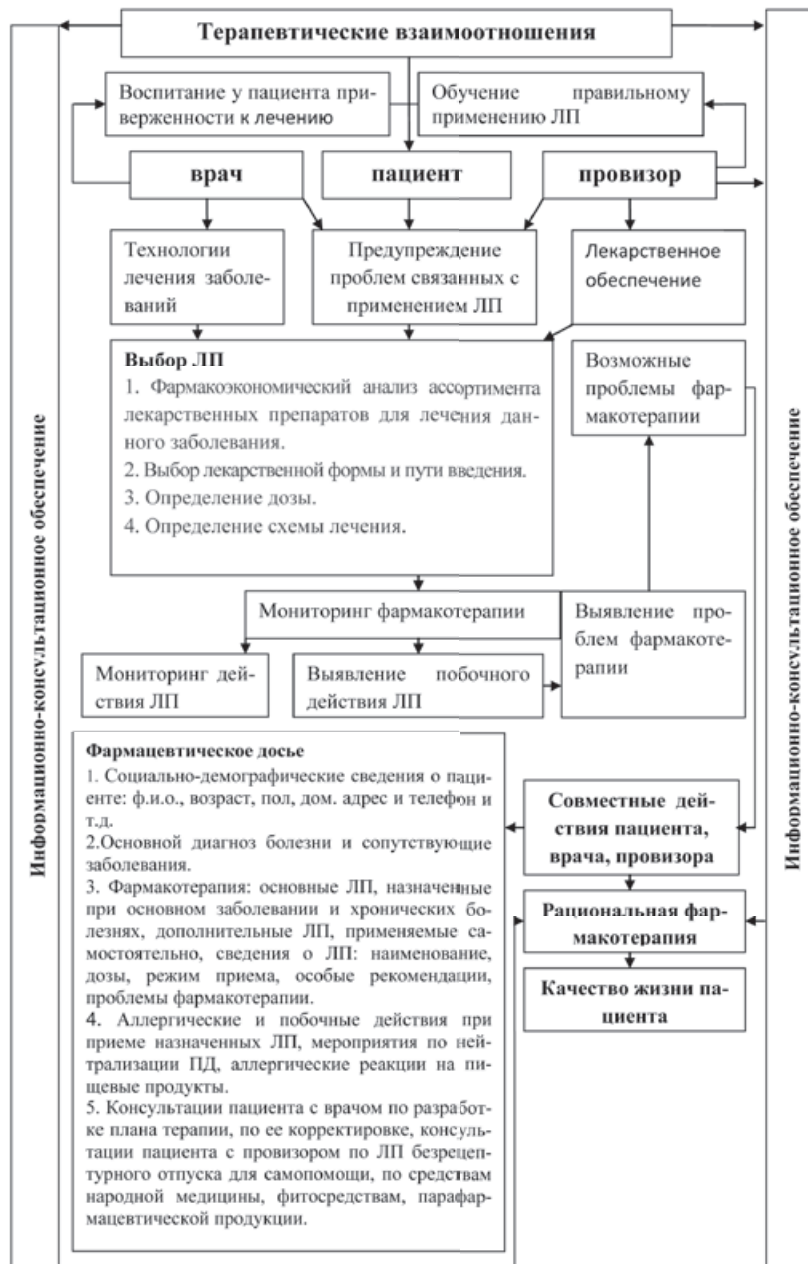 Терапевтические взаимоотношения
Воспитание у пациента при-
верженности к лечению
Обучение правильному
применению ЛП
врач
пациент
провизор
Технологии
лечения заболе-
ваний
Предупреждение
проблем связанных с
применением ЛП
Лекарственное
обеспечение
Выбор ЛП
1. Фармакоэкономический анализ ассортимента
лекарственных препаратов для лечения дан-
ного заболевания.
2. Выбор лекарственной формы и пути введения.
3. Определение дозы.
4. Определение схемы лечения.
Возможные
проблемы фар-
макотерапии
Мониторинг фармакотерапии
Выявление про-
блем фармакоте-
рапии
Мониторинг дей-
ствия ЛП
Выявление побочного
действия ЛП
Фармацевтическое досье
1. Социально-демографические сведения о паци-
енте: ф.и.о., возраст, пол, дом. адрес и телефон и
т.д.
2.Основной диагноз болезни и сопутствующие
заболевания.
3. Фармакотерапия: основные ЛП, назначенные
при основном заболевании и хронических бо-
лезнях, дополнительные ЛП, применяемые са-
мостоятельно, сведения о ЛП: наименование,
дозы, режим приема, особые рекомендации,
проблемы фармакотерапии.
4. Аллергические и побочные действия при
приеме назначенных ЛП, мероприятия по ней-
трализации ПД, аллергические реакции на пи-
щевые продукты.
5. Консультации пациента с врачом по разработ-
ке плана терапии, по ее корректировке, консуль-
тации пациента с провизором по ЛП безрецеп-
турного отпуска для самопомощи, по средствам
народной медицины, фитосредствам, парафар-
мацевтической продукции.
Совместные дей-
ствия пациента,
врача, провизора
Рациональная фар-
макотерапия
Качество жизни па-
циента
Информационно-консультационное обеспечение
Информационно-консультационное обеспечение